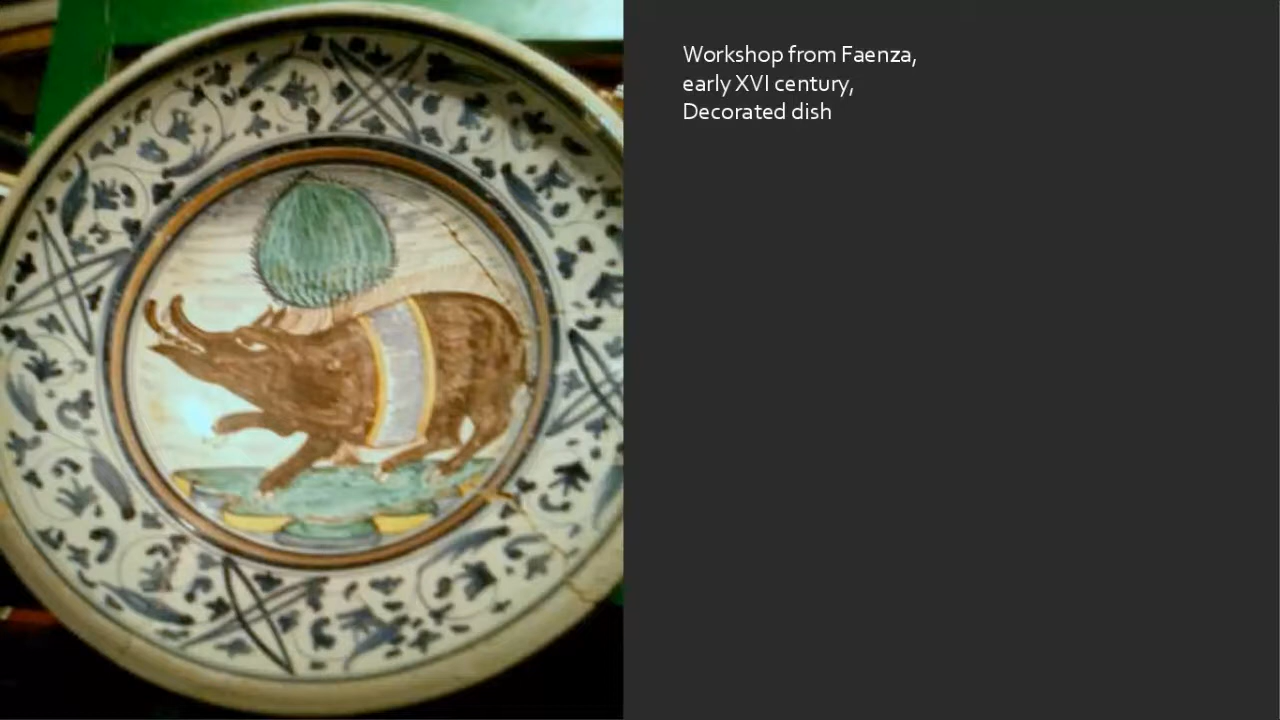 Workshop from Faenza,
early XVI century,
Decorated dish